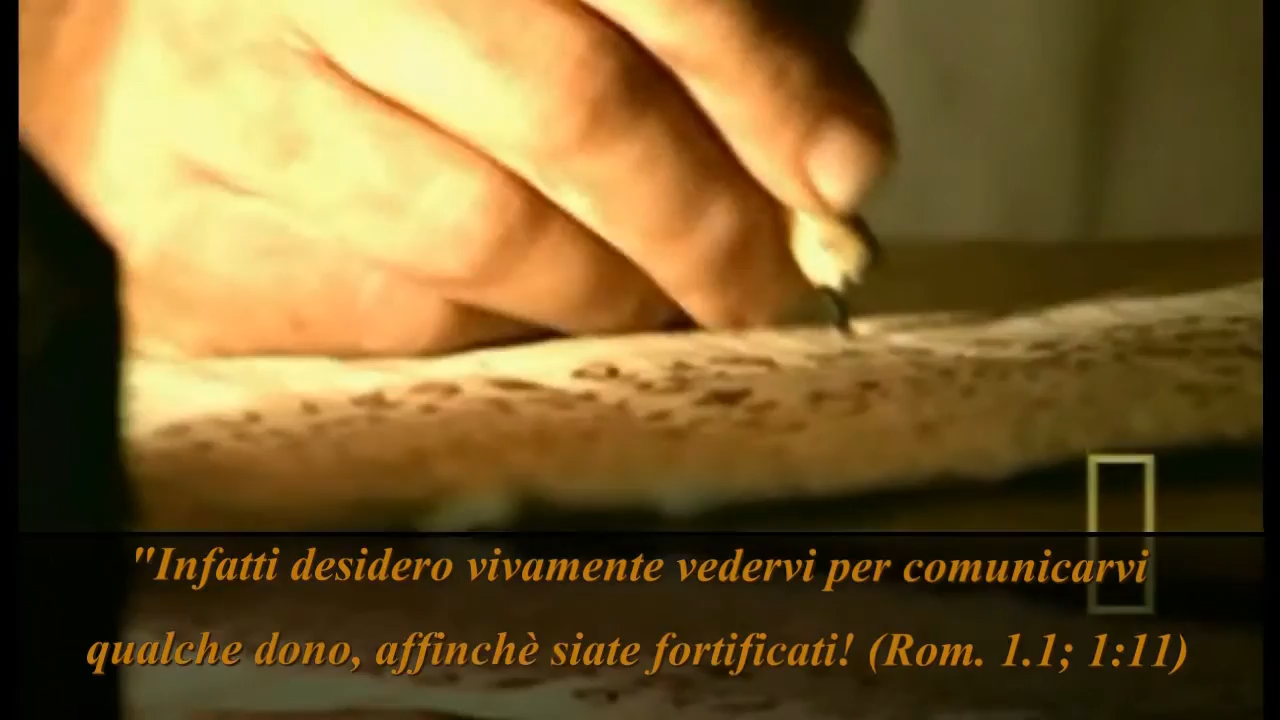 "Infatti desidero vivamente vedervi per comunicarvi
qualche dono, affinchè siate fortificati! (Rom. 1.1; 1:11)